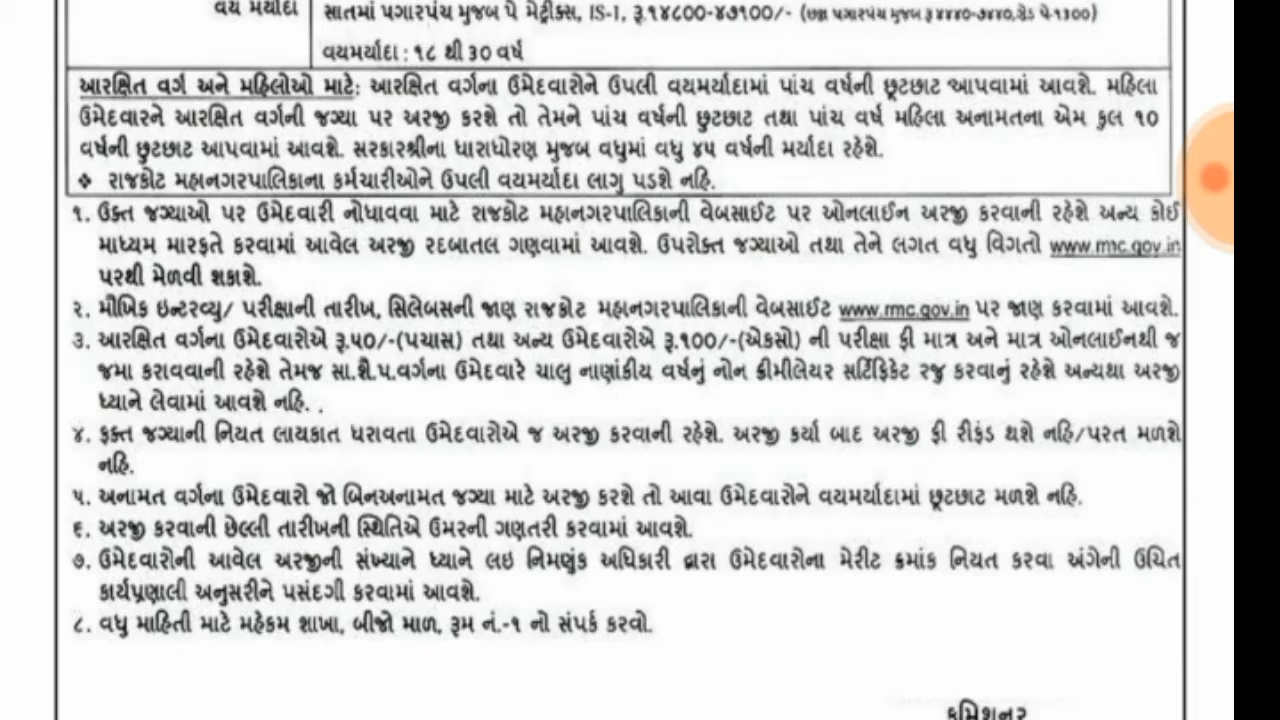 વય મર્યાદા
સાતમાં પગારપંચ મુજબ પે મેટ્રીક્સ, IS-1, રૂ.૧૪૮૦૦-૪૭૧૦૦/- (છઠ્ઠા પગારપંચ મુજબ રૂ ૪૪૪૦-૭૪૪૦,ગ્રેડ પે-૧૩૦૦)
વયમર્યાદા : ૧૮ થી ૩૦ વર્ષ
આરક્ષિત વર્ગ અને મહિલોઓ માટે: આરક્ષિત વર્ગના ઉમેદવારોને ઉપલી વયમર્યાદામાં પાંચ વર્ષની છૂટછાટ આપવામાં આવશે. મહિલા
ઉમેદવારને આરક્ષિત વર્ગની જગ્યા પર અરજી કરશે તો તેમને પાંચ વર્ષની છુટછાટ તથા પાંચ વર્ષ મહિલા અનામતના એમ કુલ ૧૦
વર્ષની છુટછાટ આપવામાં આવશે. સરકારશ્રીના ધારાધોરણ મુજબ વધુમાં વધુ ૪૫ વર્ષની મર્યાદા રહેશે.
❖ રાજકોટ મહાનગરપાલિકાના કર્મચારીઓને ઉપલી વયમર્યાદા લાગુ પડશે નહિ.
૧. ઉક્ત જગ્યાઓ પર ઉમેદવારી નોધાવવા માટે રાજકોટ મહાનગરપાલિકાની વેબસાઈટ પર ઓનલાઈન અરજી કરવાની રહેશે અન્ય કોઈ
માધ્યમ મારફતે કરવામાં આવેલ અરજી રદબાતલ ગણવામાં આવશે. ઉપરોક્ત જગ્યાઓ તથા તેને લગત વધુ વિગતો www.rmc.gov.in
પરથી મેળવી શકાશે.
૨. મૌખિક ઇન્ટરવ્યુ/ પરીક્ષાની તારીખ, સિલેબસની જાણ રાજકોટ મહાનગરપાલિકાની વેબસાઈટ www.rmc.gov.in પર જાણ કરવામાં આવશે.
૩. આરક્ષિત વર્ગના ઉમેદવારોએ રૂ.૫૦/-(પચાસ) તથા અન્ય ઉમેદવારોએ રૂ.૧૦૦/-(એકસો) ની પરીક્ષા ફી માત્ર અને માત્ર ઓનલાઈનથી જ
જમા કરાવવાની રહેશે તેમજ સા.શૈ.પ.વર્ગના ઉમેદવારે ચાલુ નાણાંકીય વર્ષનું નોન ક્રીમીલેયર સર્ટિફિકેટ રજુ કરવાનું રહેશે અન્યથા અરજી
ધ્યાને લેવામાં આવશે નહિ. .
૪. ફક્ત જગ્યાની નિયત લાયકાત ધરાવતા ઉમેદવારોએ જ અરજી કરવાની રહેશે. અરજી કર્યા બાદ અરજી ફી રીફંડ થશે નહિ/પરત મળશે
નહિ.
૫. અનામત વર્ગના ઉમેદવારો જો બિનઅનામત જગ્યા માટે અરજી કરશે તો આવા ઉમેદવારોને વયમર્યાદામાં છૂટછાટ મળશે નહિ.
૬. અરજી કરવાની છેલ્લી તારીખની સ્થિતિએ ઉમરની ગણતરી કરવામાં આવશે.
૭. ઉમેદવારોની આવેલ અરજીની સંખ્યાને ધ્યાને લઇ નિમણુંક અધિકારી દ્વારા ઉમેદવારોના મેરીટ ક્રમાંક નિયત કરવા અંગેની ઉચિત
કાર્યપ્રણાલી અનુસરીને પસંદગી કરવામાં આવશે.
૮. વધુ માહિતી માટે મહેકમ શાખા, બીજો માળ, રૂમ નં.-૧ નો સંપર્ક કરવો.
કમિશનર